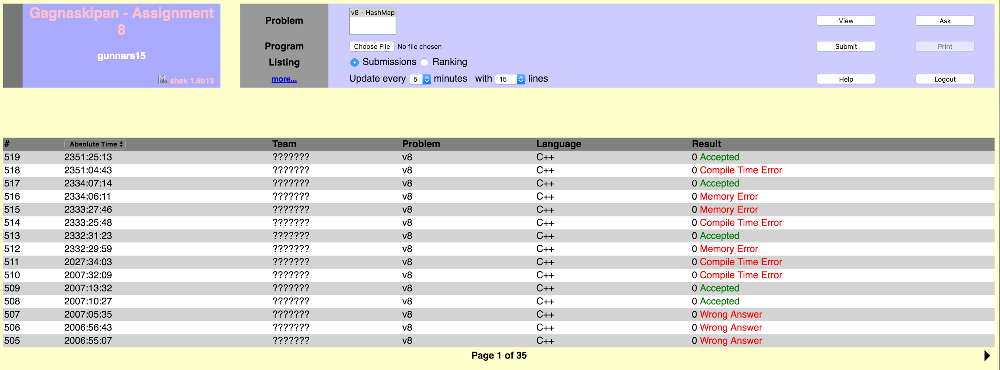 Gagnaskipan - Assignment
8
gunnars15
shak 1.6b13
Problem
v8 - HashMap
View
Ask
Program
Choose File No file chosen
Submit
Print
Listing
Submissions Ranking
more...
Update every 5 minutes with 15 lines
Help
Logout
# Absolute Time Team Problem Language Result
519 2351:25:13 ??????? v8 C++ 0 Accepted
518 2351:04:43 ??????? v8 C++ 0 Compile Time Error
517 2334:07:14 ??????? v8 C++ 0 Accepted
516 2334:06:11 ??????? v8 C++ 0 Memory Error
515 2333:27:46 ??????? v8 C++ 0 Memory Error
514 2333:25:48 ??????? v8 C++ 0 Compile Time Error
513 2332:31:23 ??????? v8 C++ 0 Accepted
512 2332:29:59 ??????? v8 C++ 0 Memory Error
511 2027:34:03 ??????? v8 C++ 0 Compile Time Error
510 2007:32:09 ??????? v8 C++ 0 Compile Time Error
509 2007:13:32 ??????? v8 C++ 0 Accepted
508 2007:10:27 ??????? v8 C++ 0 Accepted
507 2007:05:35 ??????? v8 C++ 0 Wrong Answer
506 2006:56:43 ??????? v8 C++ 0 Wrong Answer
505 2006:55:07 ??????? v8 C++ 0 Wrong Answer
Page 1 of 35